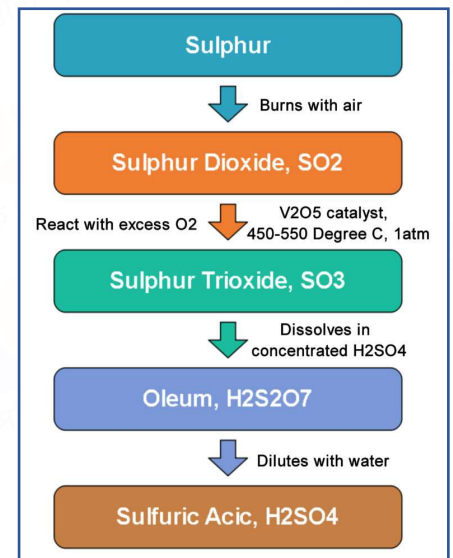 Sulphur
Burns with air
Sulphur Dioxide, SO2
React with excess O2
V2O5 catalyst,
450-550 Degree C, 1atm
Sulphur Trioxide, SO3
Dissolves in
concentrated H2SO4
Oleum, H2S2O7
Dilutes with water
Sulfuric Acic, H2SO4